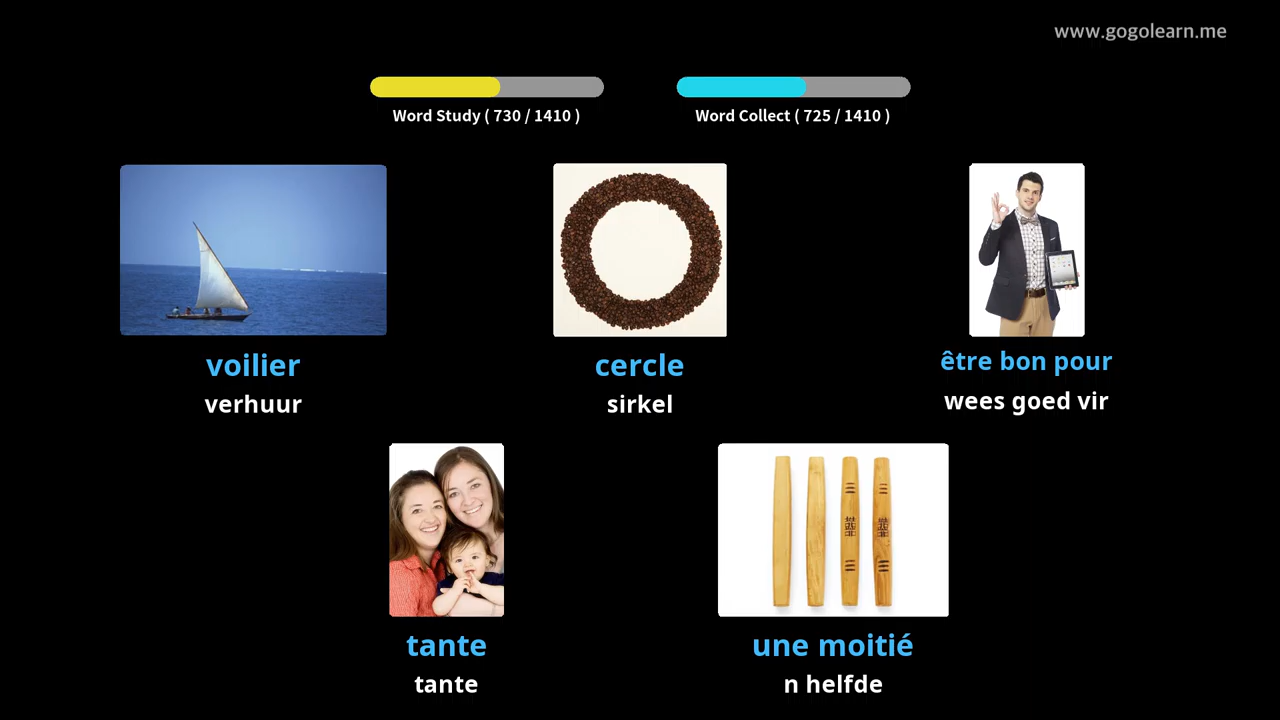 www.gogolearn.me
Word Study ( 730 / 1410 )
Word Collect ( 725 / 1410 )
voilier
verhuur
cercle
sirkel
être bon pour
wees goed vir
tante
tante
une moitié
n helfde